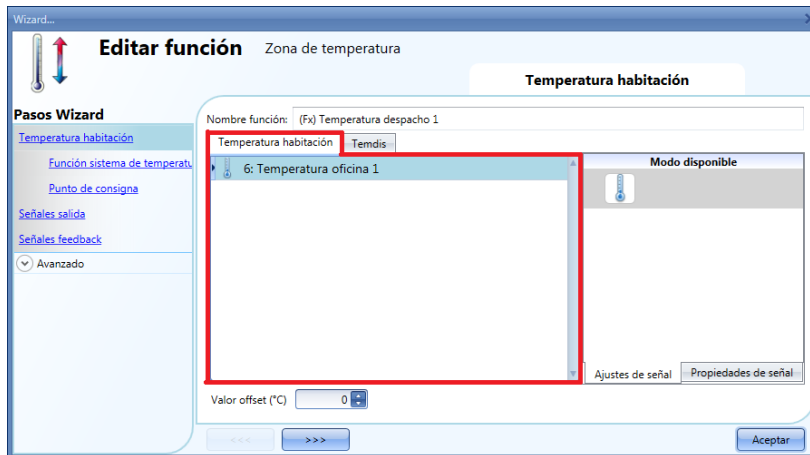 Wizard...
Editar función Zona de temperatura
Temperatura habitación
Pasos Wizard
Temperatura habitación
Función sistema de temperatu
Punto de consigna
Señales salida
Señales feedback
Avanzado
Nombre función: (Fx) Temperatura despacho 1
Temperatura habitación Temdis
6: Temperatura oficina 1
Modo disponible
Ajustes de señal Propiedades de señal
Valor offset (°C) 0
<<< >>> Aceptar